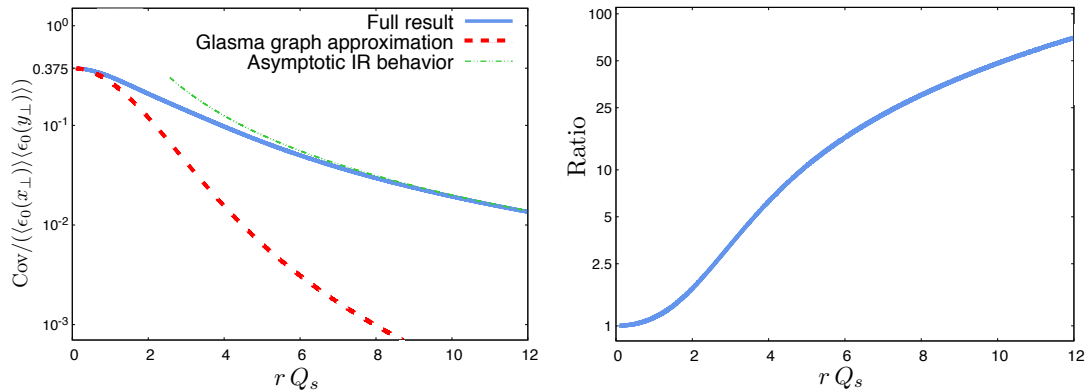 Full result
Glasma graph approximation
Asymptotic IR behavior
10⁰
0.375
10⁻¹
10⁻²
10⁻³
Cov/(⟨ϵ₀(x⊥)⟩⟨ϵ₀(y⊥)⟩)
0 2 4 6 8 10 12
r Qₛ
100
50
25
10
5
2.5
1
Ratio
0 2 4 6 8 10 12
r Qₛ